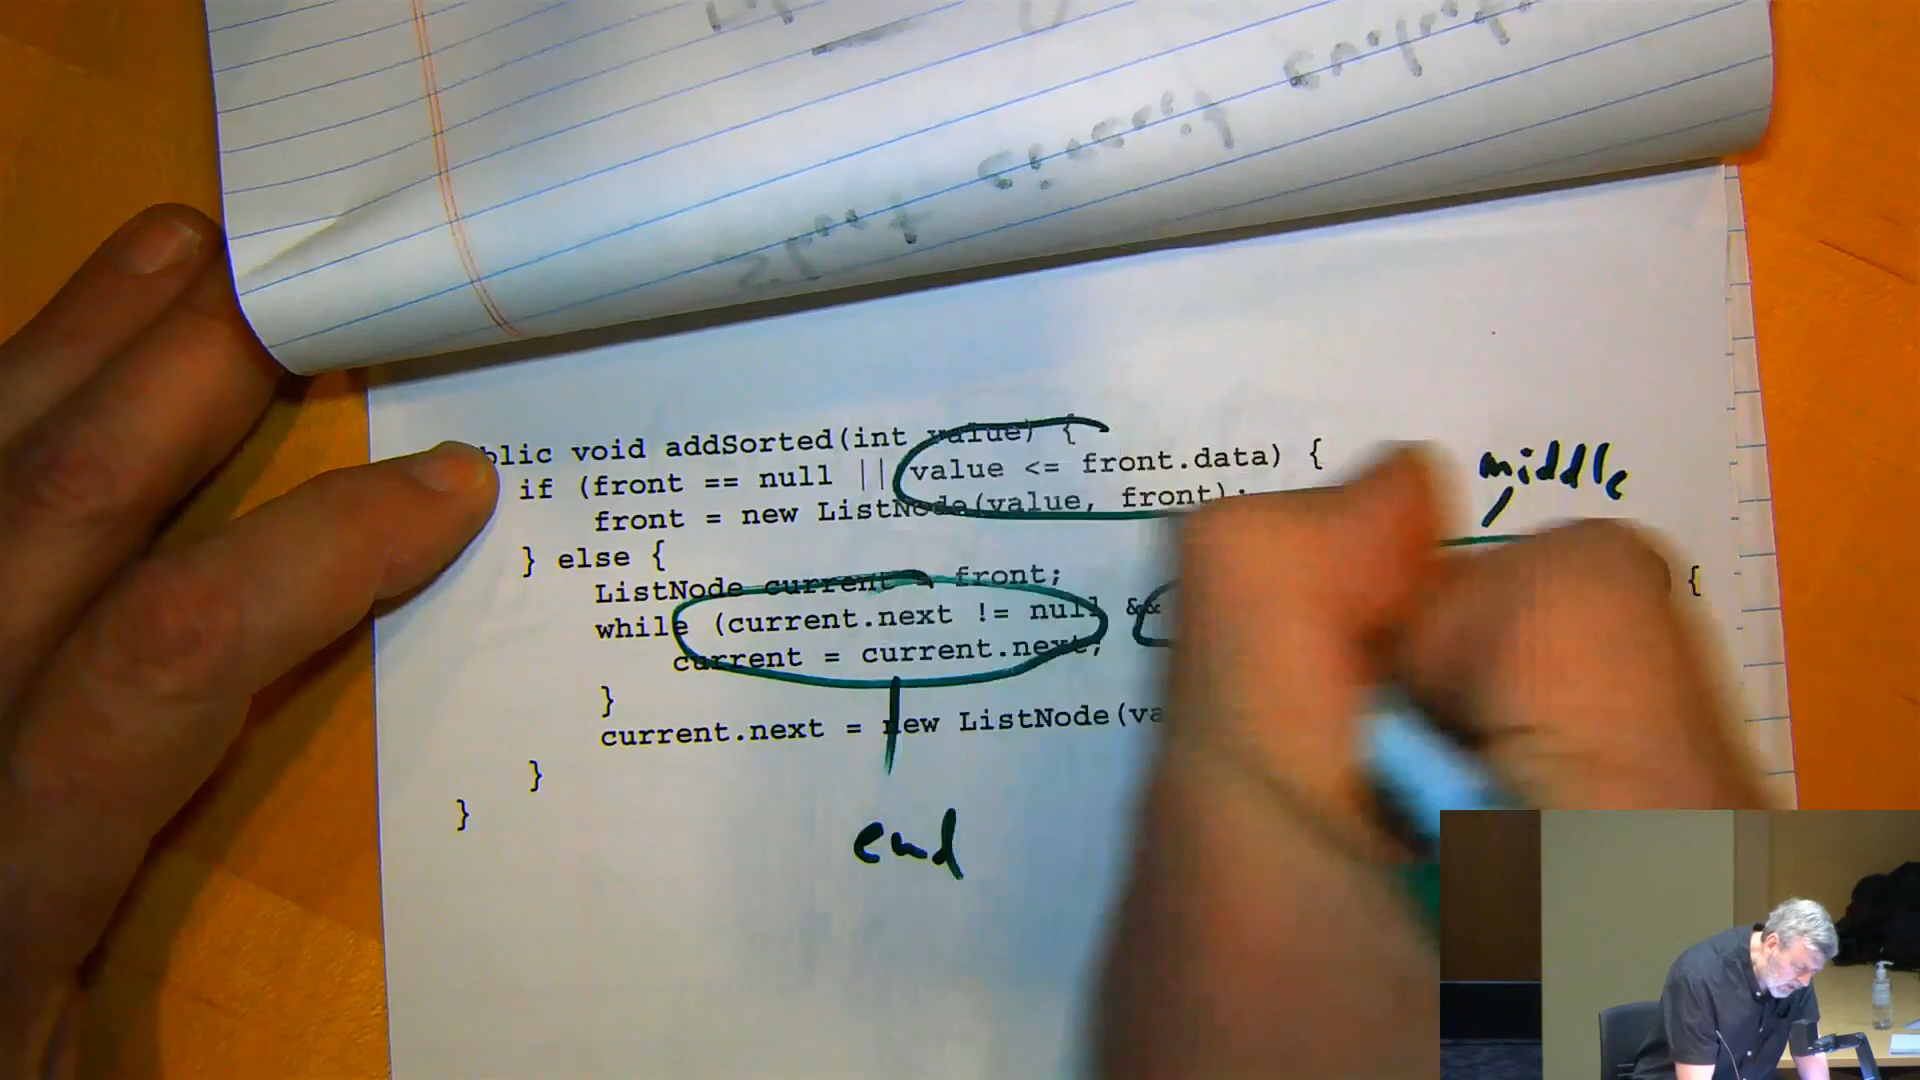 blic void addSorted(int value) {
if (front == null || value <= front.data) {
front = new ListNode(value, front);
} else {
middle
ListNode current = front;
while (current.next != null && {
current = current.next;
}
current.next = new ListNode(va
}
}
end